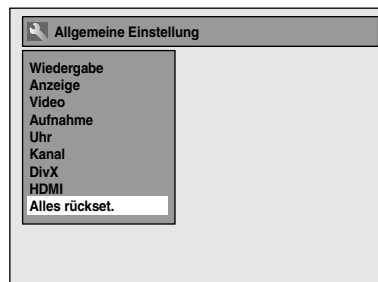 Allgemeine Einstellung
Wiedergabe
Anzeige
Video
Aufnahme
Uhr
Kanal
DivX
HDMI
Alles rückset.